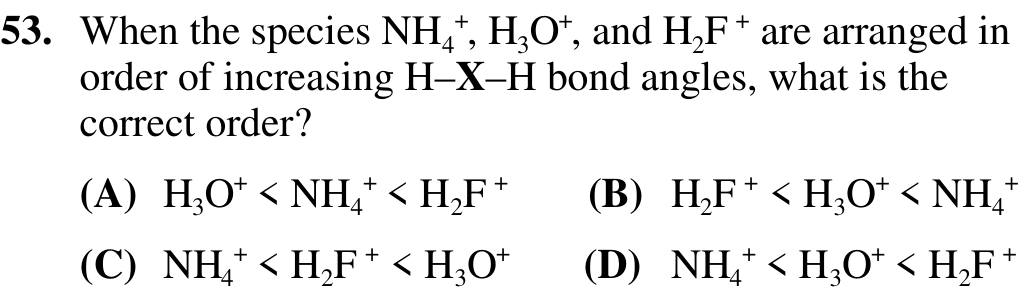 53. When the species NH₄⁺, H₃O⁺, and H₂F⁺ are arranged in
order of increasing H–X–H bond angles, what is the
correct order?
(A) H₃O⁺ < NH₄⁺ < H₂F⁺ (B) H₂F⁺ < H₃O⁺ < NH₄⁺
(C) NH₄⁺ < H₂F⁺ < H₃O⁺ (D) NH₄⁺ < H₃O⁺ < H₂F⁺